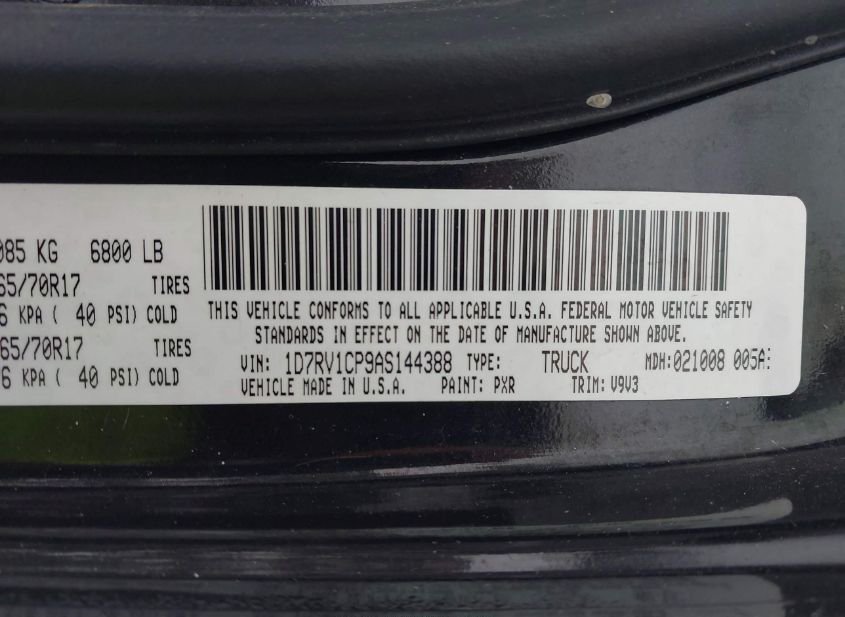 085 KG 6800 LB
65/70R17 TIRES
6 KPA ( 40 PSI) COLD
65/70R17 TIRES
6 KPA ( 40 PSI) COLD
THIS VEHICLE CONFORMS TO ALL APPLICABLE U.S.A. FEDERAL MOTOR VEHICLE SAFETY
STANDARDS IN EFFECT ON THE DATE OF MANUFACTURE SHOWN ABOVE.
VIN: 1D7RV1CP9AS144388 TYPE: TRUCK MDH:021008 005A
VEHICLE MADE IN U.S.A. PAINT: PXR TRIM: V9V3